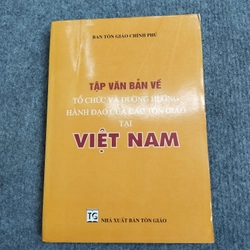 BAN TÔN GIÁO CHÍNH PHỦ
TẬP VĂN BẢN VỀ
TỔ CHỨC VÀ ĐƯỜNG HƯỚNG
HÀNH ĐẠO CỦA CÁC TÔN GIÁO
TẠI
VIỆT NAM
TG
NHÀ XUẤT BẢN TÔN GIÁO